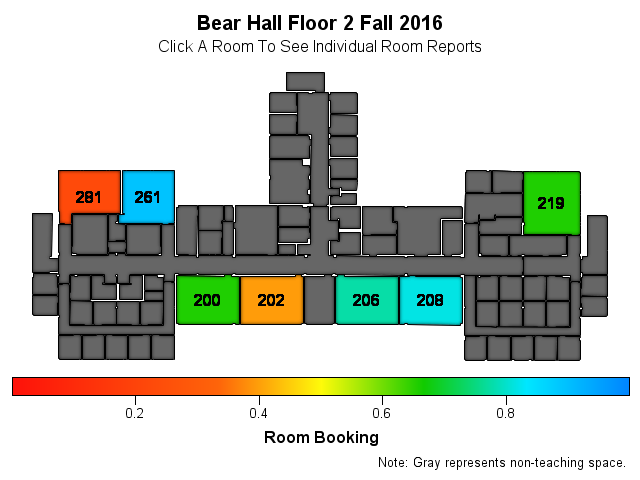 Bear Hall Floor 2 Fall 2016
Click A Room To See Individual Room Reports
281 261 219
200 202 206 208
0.2 0.4 0.6 0.8
Room Booking
Note: Gray represents non-teaching space.